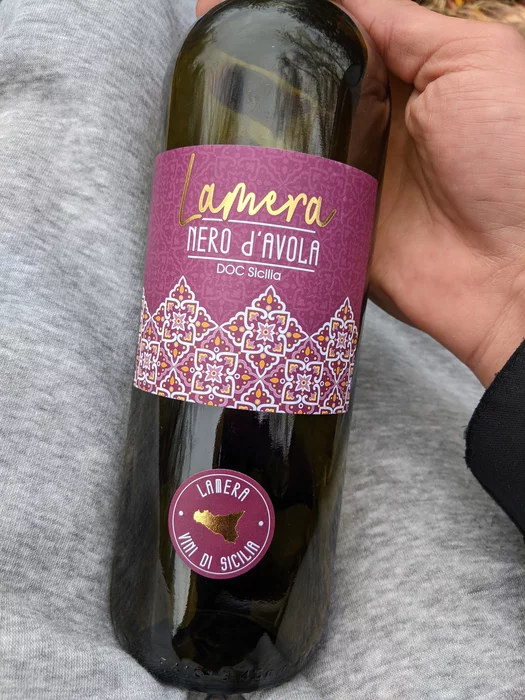 Lamera
NERO d'AVOLA
DOC Sicilia
LAMERA
VINI DI SICILIA